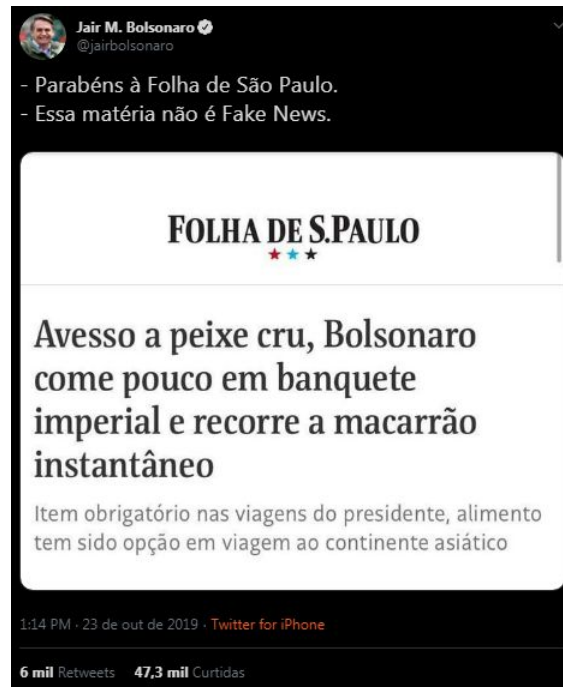 Jair M. Bolsonaro
@jairbolsonaro
- Parabéns à Folha de São Paulo.
- Essa matéria não é Fake News.
FOLHA DE S.PAULO
Avesso a peixe cru, Bolsonaro
come pouco em banquete
imperial e recorre a macarrão
instantâneo
Item obrigatório nas viagens do presidente, alimento
tem sido opção em viagem ao continente asiático
1:14 PM · 23 de out de 2019 · Twitter for iPhone
6 mil Retweets 47,3 mil Curtidas